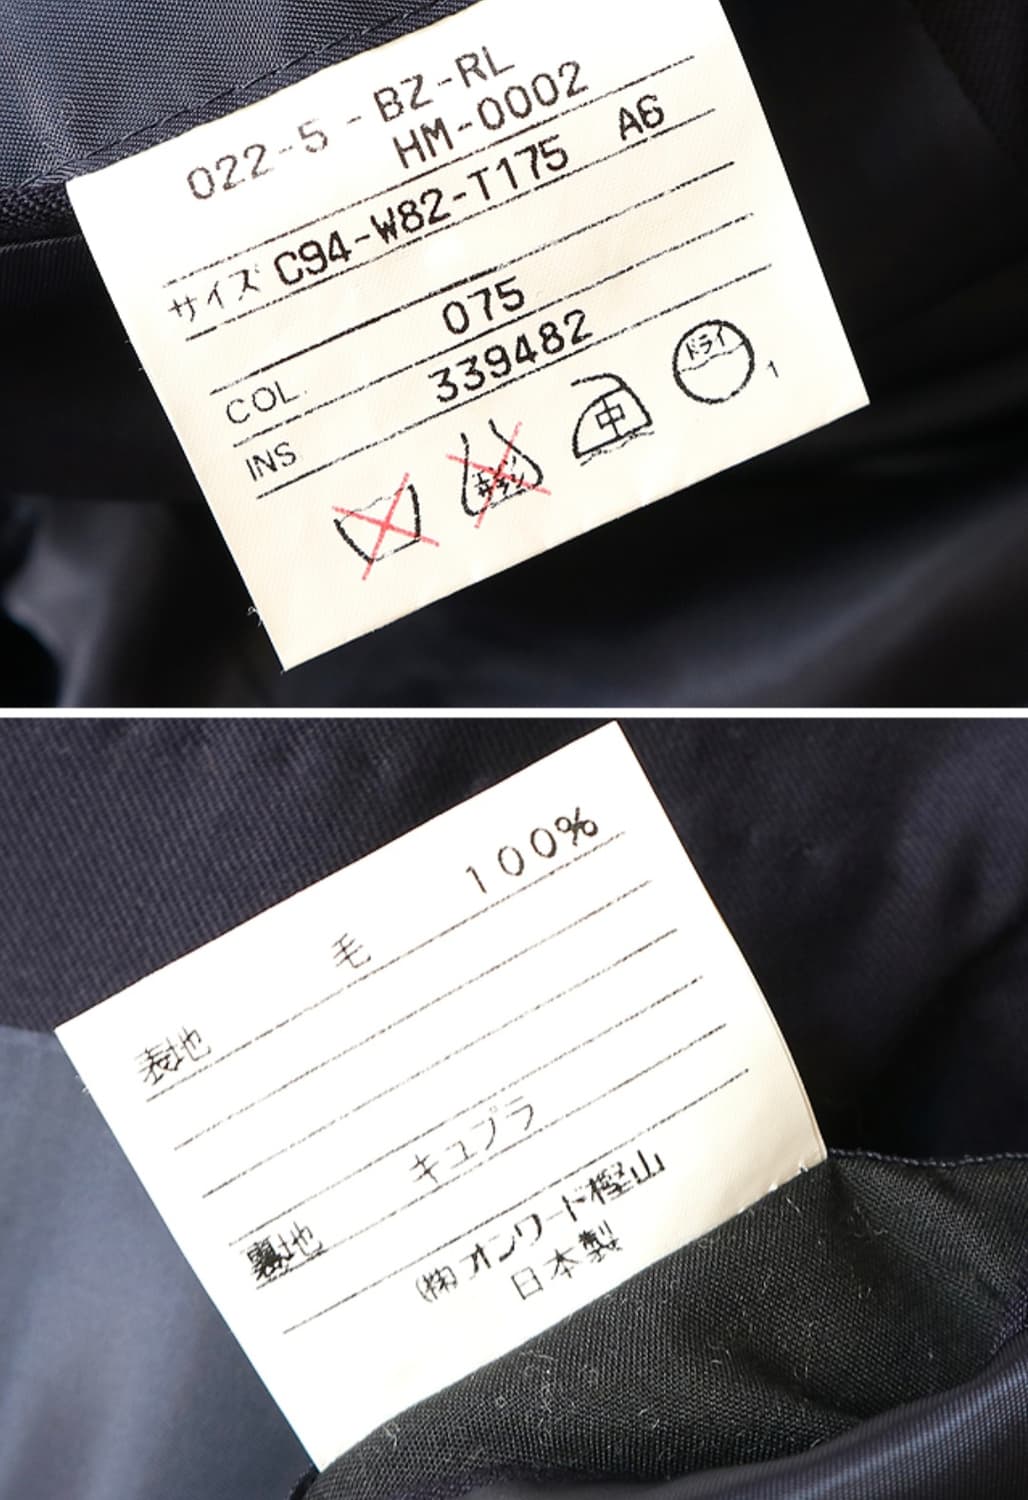 022-5-BZ-RL
HM-0002
サイズ C94-W82-T175 A6
COL. 075
INS 339482
中
ドライ
1
表地 毛 100%
裏地 キュプラ
(株)オンワード樫山
日本製